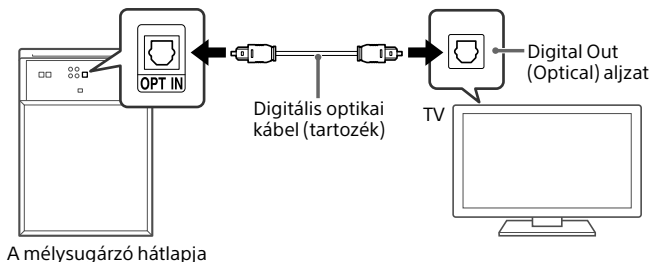 OPT IN
Digital Out
(Optical) aljzat
Digitális optikai
kábel (tartozék)
TV
A mélysugárzó hátlapja